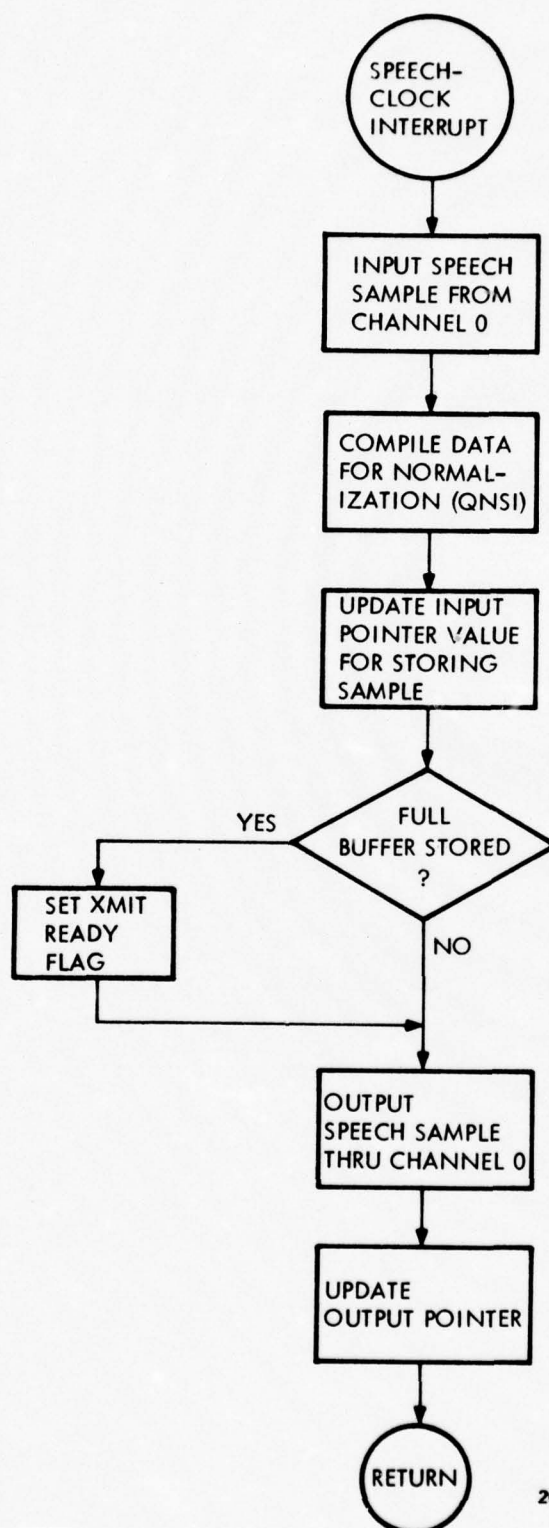 SPEECH-
CLOCK
INTERRUPT
INPUT SPEECH
SAMPLE FROM
CHANNEL 0
COMPILE DATA
FOR NORMAL-
IZATION (QNSI)
UPDATE INPUT
POINTER VALUE
FOR STORING
SAMPLE
FULL
BUFFER STORED
?
YES
SET XMIT
READY
FLAG
NO
OUTPUT
SPEECH SAMPLE
THRU CHANNEL 0
UPDATE
OUTPUT POINTER
RETURN